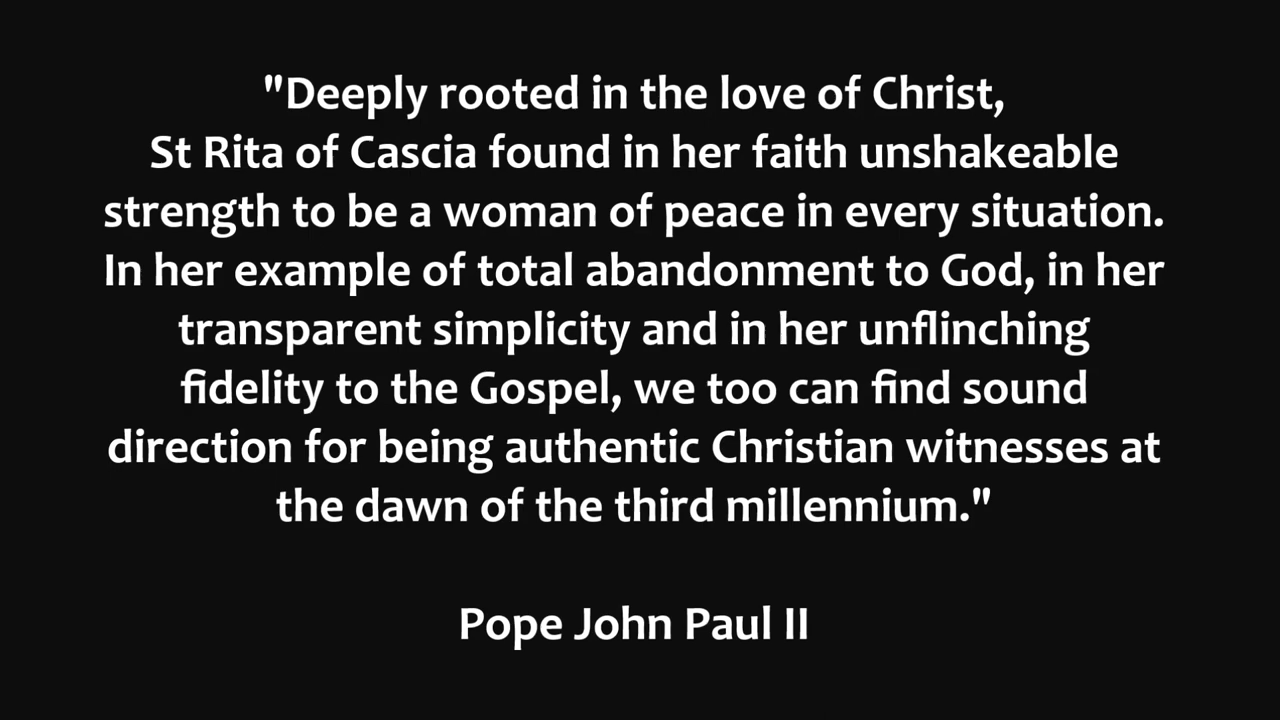 "Deeply rooted in the love of Christ,
St Rita of Cascia found in her faith unshakeable
strength to be a woman of peace in every situation.
In her example of total abandonment to God, in her
transparent simplicity and in her unflinching
fidelity to the Gospel, we too can find sound
direction for being authentic Christian witnesses at
the dawn of the third millennium."
Pope John Paul II